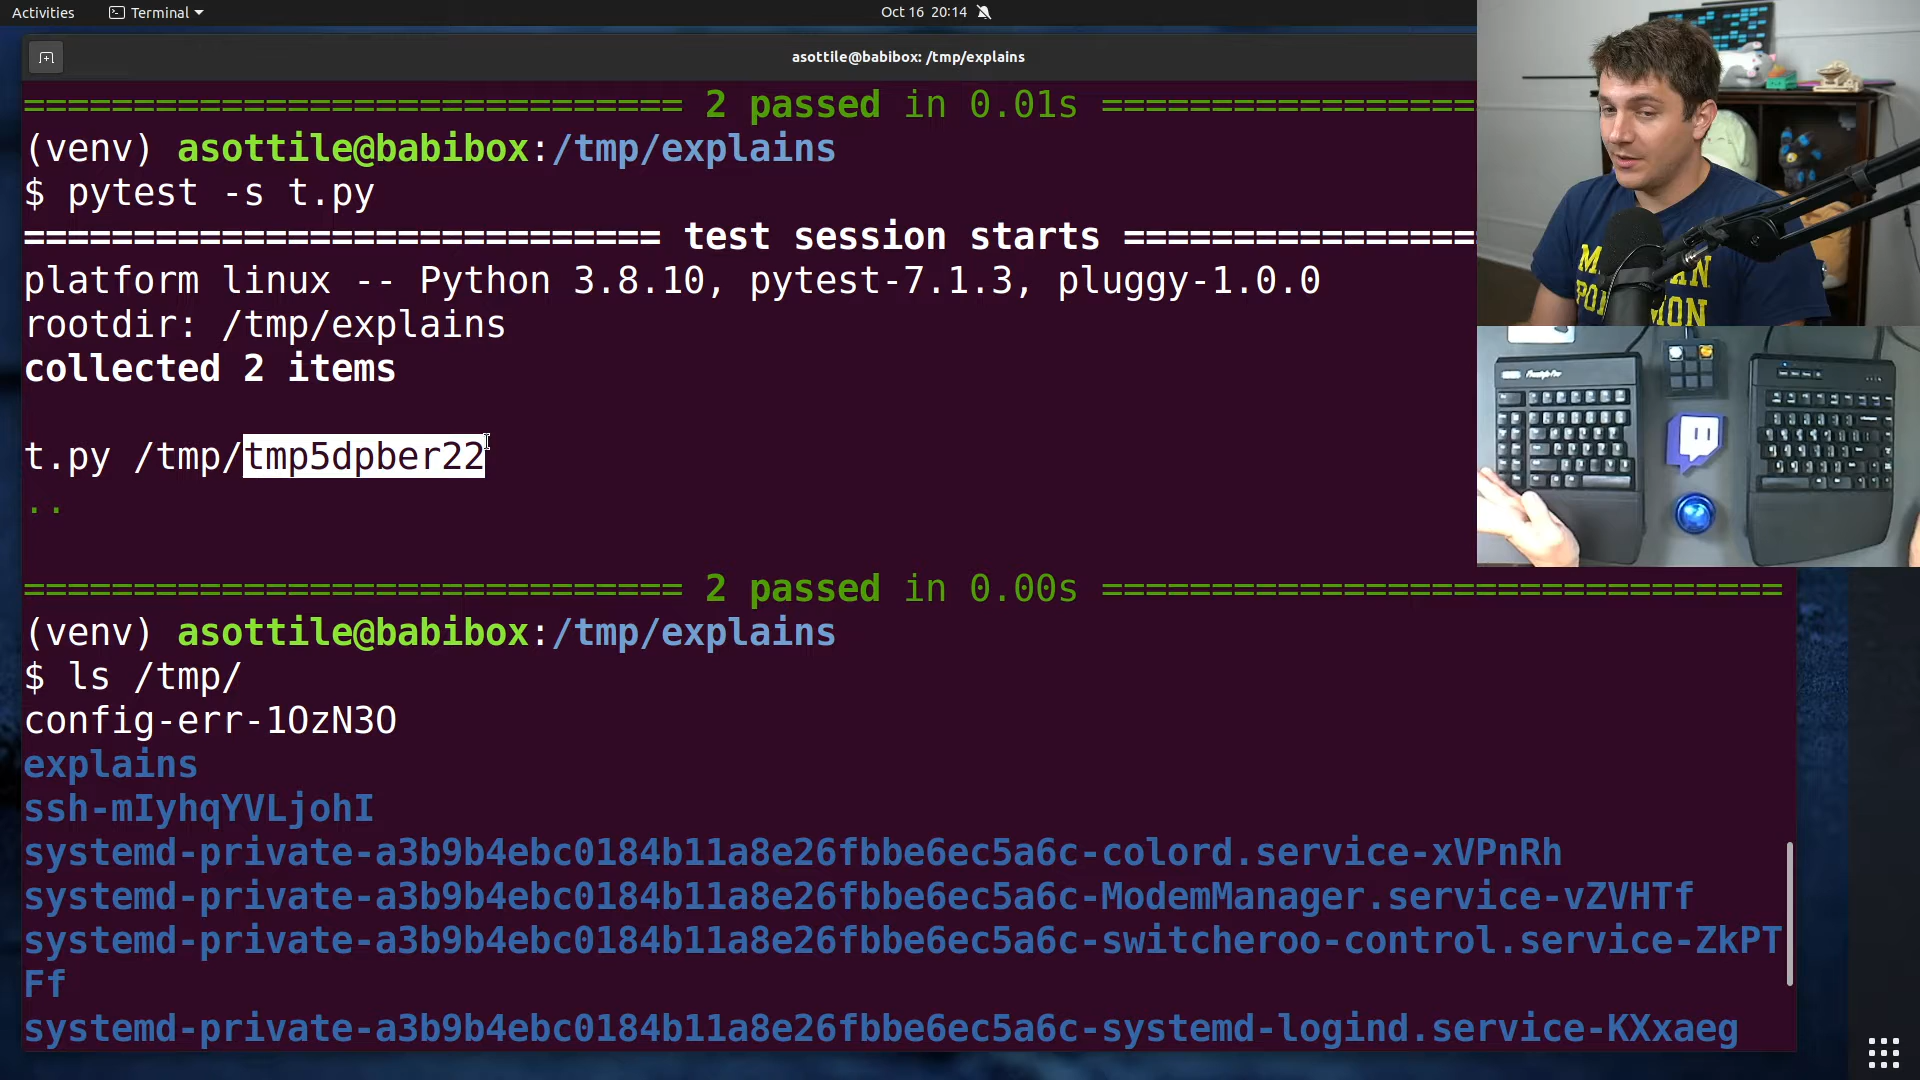 Activities
Terminal
Oct 16 20:14
asottile@babibox: /tmp/explains
============================== 2 passed in 0.01s =================
(venv) asottile@babibox:/tmp/explains
$ pytest -s t.py
============================= test session starts ================
platform linux -- Python 3.8.10, pytest-7.1.3, pluggy-1.0.0
rootdir: /tmp/explains
collected 2 items
t.py /tmp/tmp5dpber22
..
============================== 2 passed in 0.00s ===============================
(venv) asottile@babibox:/tmp/explains
$ ls /tmp/
config-err-1OzN3O
explains
ssh-mIyhqYVLjohI
systemd-private-a3b9b4ebc0184b11a8e26fbbe6ec5a6c-colord.service-xVPnRh
systemd-private-a3b9b4ebc0184b11a8e26fbbe6ec5a6c-ModemManager.service-vZVHTf
systemd-private-a3b9b4ebc0184b11a8e26fbbe6ec5a6c-switcheroo-control.service-ZkPT
Ff
systemd-private-a3b9b4ebc0184b11a8e26fbbe6ec5a6c-systemd-logind.service-KXxaeg